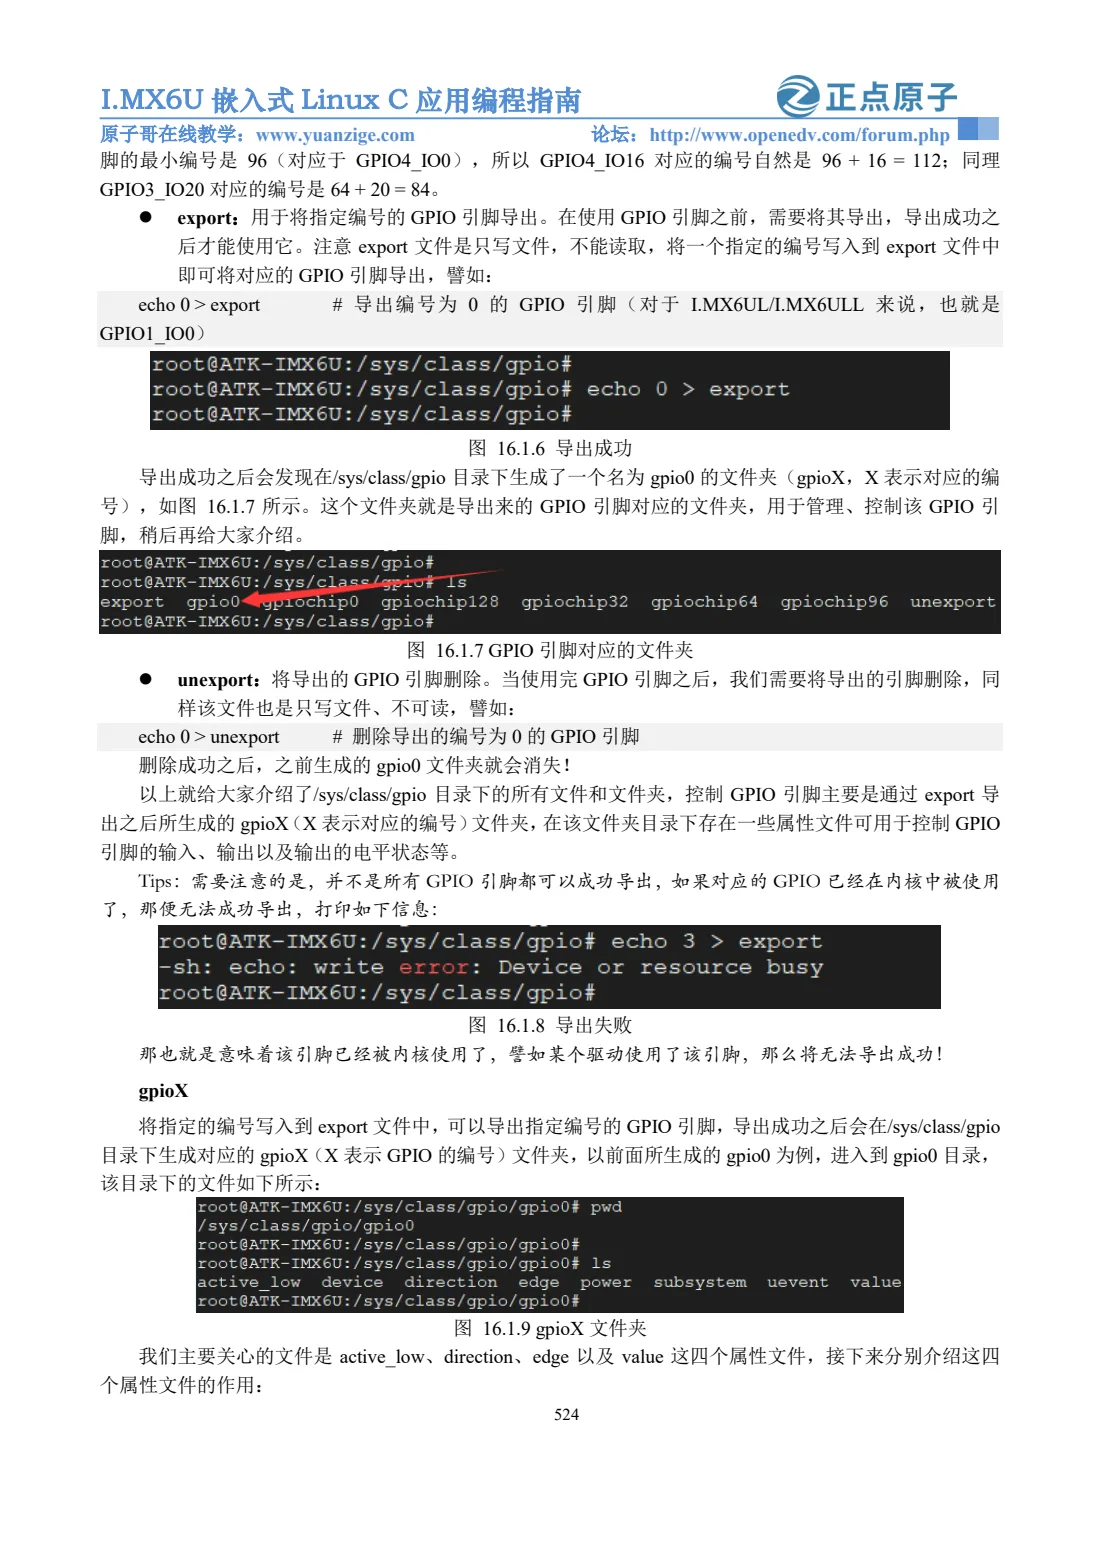 I.MX6U 嵌入式 Linux C 应用编程指南
正点原子
原子哥在线教学：www.yuanzige.com 论坛：http://www.openedv.com/forum.php
脚的最小编号是 96（对应于 GPIO4_IO0），所以 GPIO4_IO16 对应的编号自然是 96 + 16 = 112；同理
GPIO3_IO20 对应的编号是 64 + 20 = 84。
● export：用于将指定编号的 GPIO 引脚导出。在使用 GPIO 引脚之前，需要将其导出，导出成功之
后才能使用它。注意 export 文件是只写文件，不能读取，将一个指定的编号写入到 export 文件中
即可将对应的 GPIO 引脚导出，譬如：
echo 0 > export # 导出编号为 0 的 GPIO 引脚（对于 I.MX6UL/I.MX6ULL 来说，也就是
GPIO1_IO0）
root@ATK-IMX6U:/sys/class/gpio#
root@ATK-IMX6U:/sys/class/gpio# echo 0 > export
root@ATK-IMX6U:/sys/class/gpio#
图 16.1.6 导出成功
导出成功之后会发现在/sys/class/gpio 目录下生成了一个名为 gpio0 的文件夹（gpioX，X 表示对应的编
号），如图 16.1.7 所示。这个文件夹就是导出来的 GPIO 引脚对应的文件夹，用于管理、控制该 GPIO 引
脚，稍后再给大家介绍。
root@ATK-IMX6U:/sys/class/gpio#
root@ATK-IMX6U:/sys/class/gpio# ls
export gpio0 gpiochip0 gpiochip128 gpiochip32 gpiochip64 gpiochip96 unexport
root@ATK-IMX6U:/sys/class/gpio#
图 16.1.7 GPIO 引脚对应的文件夹
● unexport：将导出的 GPIO 引脚删除。当使用完 GPIO 引脚之后，我们需要将导出的引脚删除，同
样该文件也是只写文件、不可读，譬如：
echo 0 > unexport # 删除导出的编号为 0 的 GPIO 引脚
删除成功之后，之前生成的 gpio0 文件夹就会消失！
以上就给大家介绍了/sys/class/gpio 目录下的所有文件和文件夹，控制 GPIO 引脚主要是通过 export 导
出之后所生成的 gpioX（X 表示对应的编号）文件夹，在该文件夹目录下存在一些属性文件可用于控制 GPIO
引脚的输入、输出以及输出的电平状态等。
Tips：需要注意的是，并不是所有 GPIO 引脚都可以成功导出，如果对应的 GPIO 已经在内核中被使用
了，那便无法成功导出，打印如下信息：
root@ATK-IMX6U:/sys/class/gpio# echo 3 > export
-sh: echo: write error: Device or resource busy
root@ATK-IMX6U:/sys/class/gpio#
图 16.1.8 导出失败
那也就是意味着该引脚已经被内核使用了，譬如某个驱动使用了该引脚，那么将无法导出成功！
gpioX
将指定的编号写入到 export 文件中，可以导出指定编号的 GPIO 引脚，导出成功之后会在/sys/class/gpio
目录下生成对应的 gpioX（X 表示 GPIO 的编号）文件夹，以前面所生成的 gpio0 为例，进入到 gpio0 目录，
该目录下的文件如下所示：
root@ATK-IMX6U:/sys/class/gpio/gpio0# pwd
/sys/class/gpio/gpio0
root@ATK-IMX6U:/sys/class/gpio/gpio0#
root@ATK-IMX6U:/sys/class/gpio/gpio0# ls
active_low device direction edge power subsystem uevent value
root@ATK-IMX6U:/sys/class/gpio/gpio0#
图 16.1.9 gpioX 文件夹
我们主要关心的文件是 active_low、direction、edge 以及 value 这四个属性文件，接下来分别介绍这四
个属性文件的作用：
524